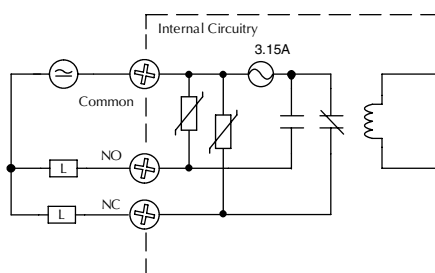 Internal Circuitry
3.15A
Common
NO
L
NC
L